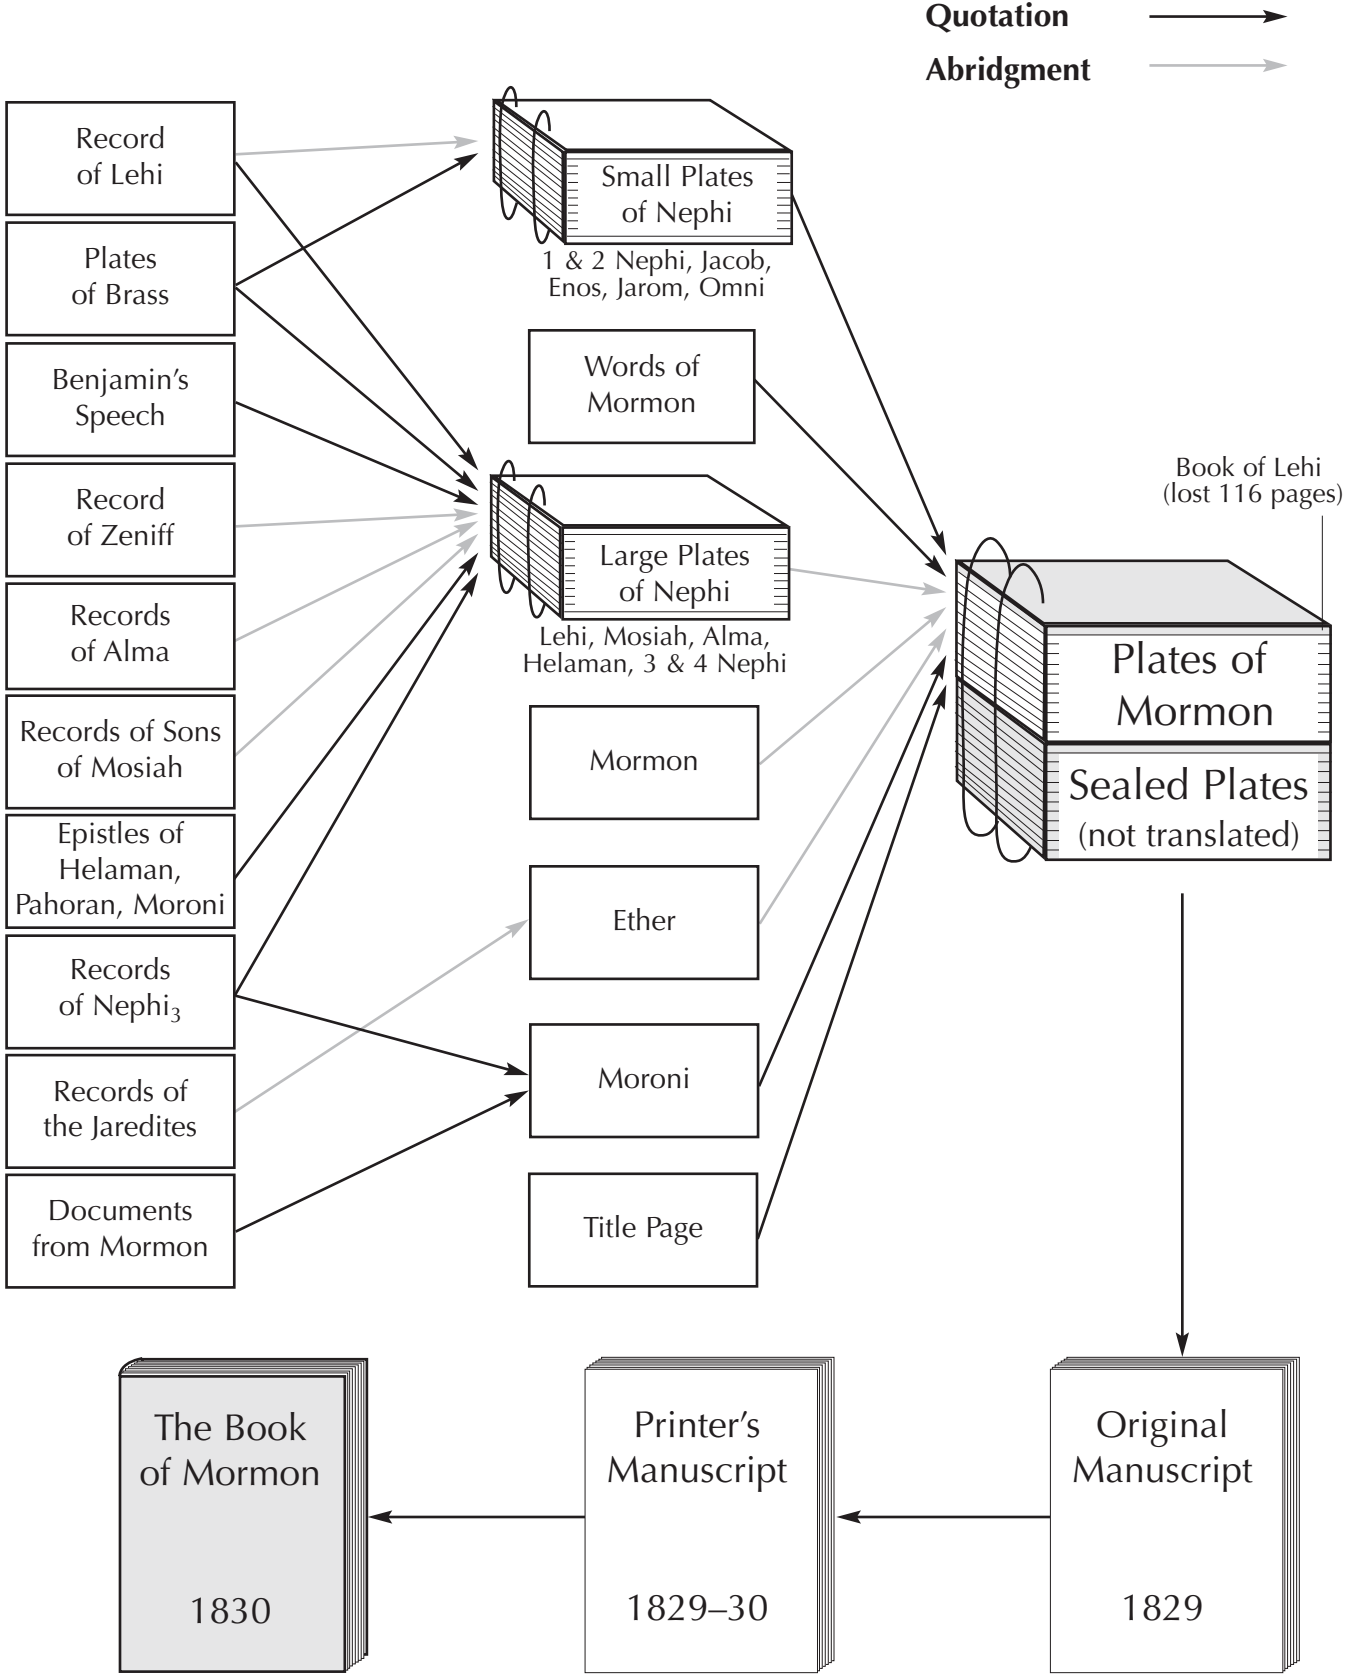 Quotation
Abridgment
Record
of Lehi
Plates
of Brass
Benjamin’s
Speech
Record
of Zeniff
Records
of Alma
Records of Sons
of Mosiah
Epistles of
Helaman,
Pahoran, Moroni
Records
of Nephi₃
Records of
the Jaredites
Documents
from Mormon
Small Plates
of Nephi
1 & 2 Nephi, Jacob,
Enos, Jarom, Omni
Words of
Mormon
Large Plates
of Nephi
Lehi, Mosiah, Alma,
Helaman, 3 & 4 Nephi
Mormon
Ether
Moroni
Title Page
Book of Lehi
(lost 116 pages)
Plates of
Mormon
Sealed Plates
(not translated)
The Book
of Mormon
1830
Printer’s
Manuscript
1829–30
Original
Manuscript
1829